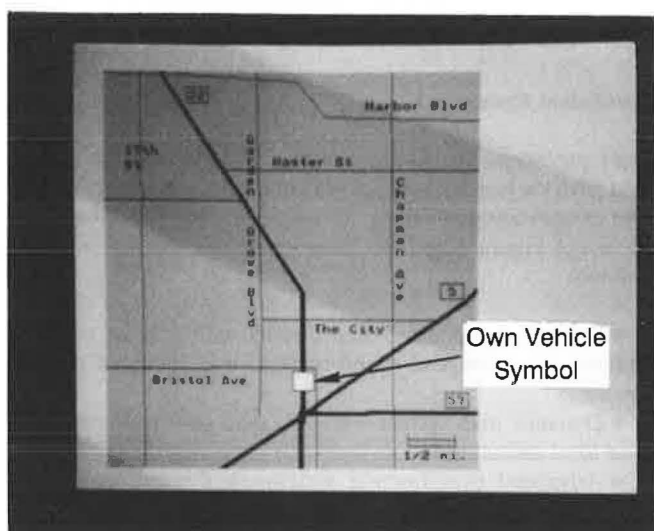 Harbor Blvd
17th
St
Haster St
Garden Grove Blvd
Chapman Ave
5
The City
Own Vehicle
Symbol
Bristol Ave
57
1/2 mi.